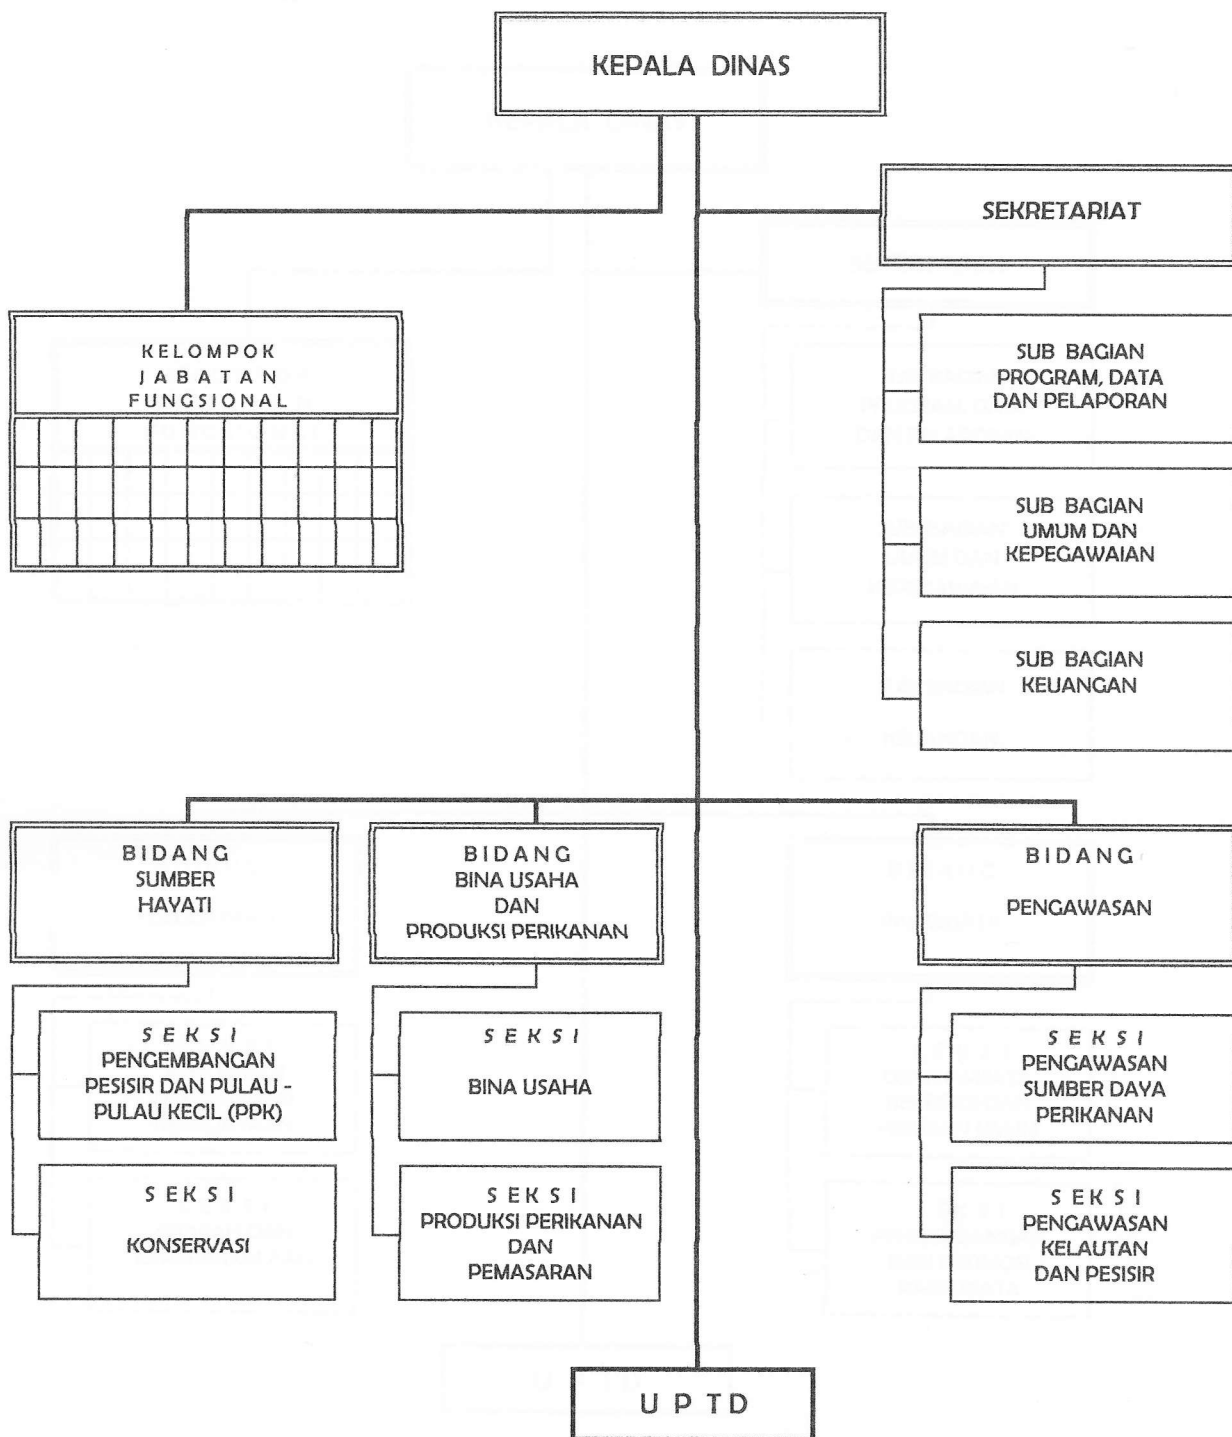 KEPALA DINAS
SEKRETARIAT
KELOMPOK
JABATAN
FUNGSIONAL
SUB BAGIAN
PROGRAM, DATA
DAN PELAPORAN
SUB BAGIAN
UMUM DAN
KEPEGAWAIAN
SUB BAGIAN
KEUANGAN
BIDANG
SUMBER
HAYATI
BIDANG
BINA USAHA
DAN
PRODUKSI PERIKANAN
BIDANG
PENGAWASAN
SEKSI
PENGEMBANGAN
PESISIR DAN PULAU -
PULAU KECIL (PPK)
SEKSI
BINA USAHA
SEKSI
PENGAWASAN
SUMBER DAYA
PERIKANAN
SEKSI
KONSERVASI
SEKSI
PRODUKSI PERIKANAN
DAN
PEMASARAN
SEKSI
PENGAWASAN
KELAUTAN
DAN PESISIR
UPTD